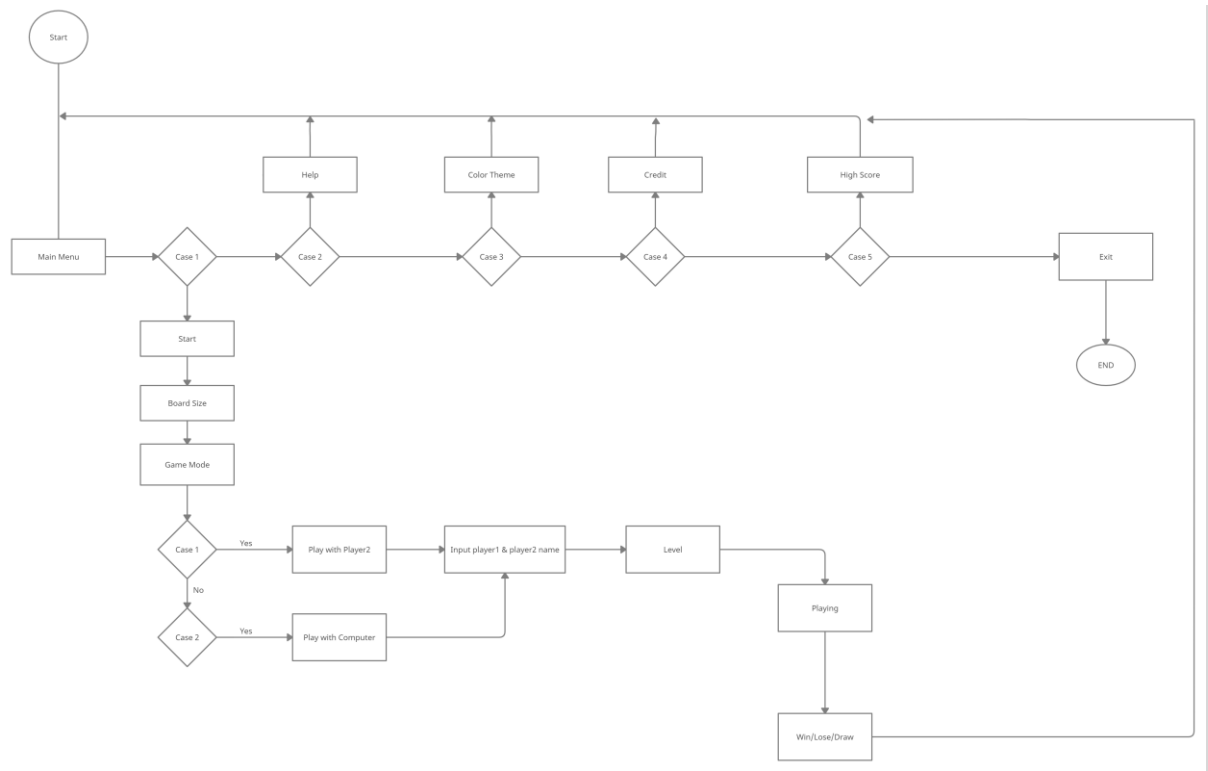 Start
Help
Color Theme
Credit
High Score
Main Menu
Case 1
Case 2
Case 3
Case 4
Case 5
Exit
Start
END
Board Size
Game Mode
Case 1
Yes
Play with Player2
Input player1 & player2 name
Level
No
Playing
Case 2
Yes
Play with Computer
Win/Lose/Draw